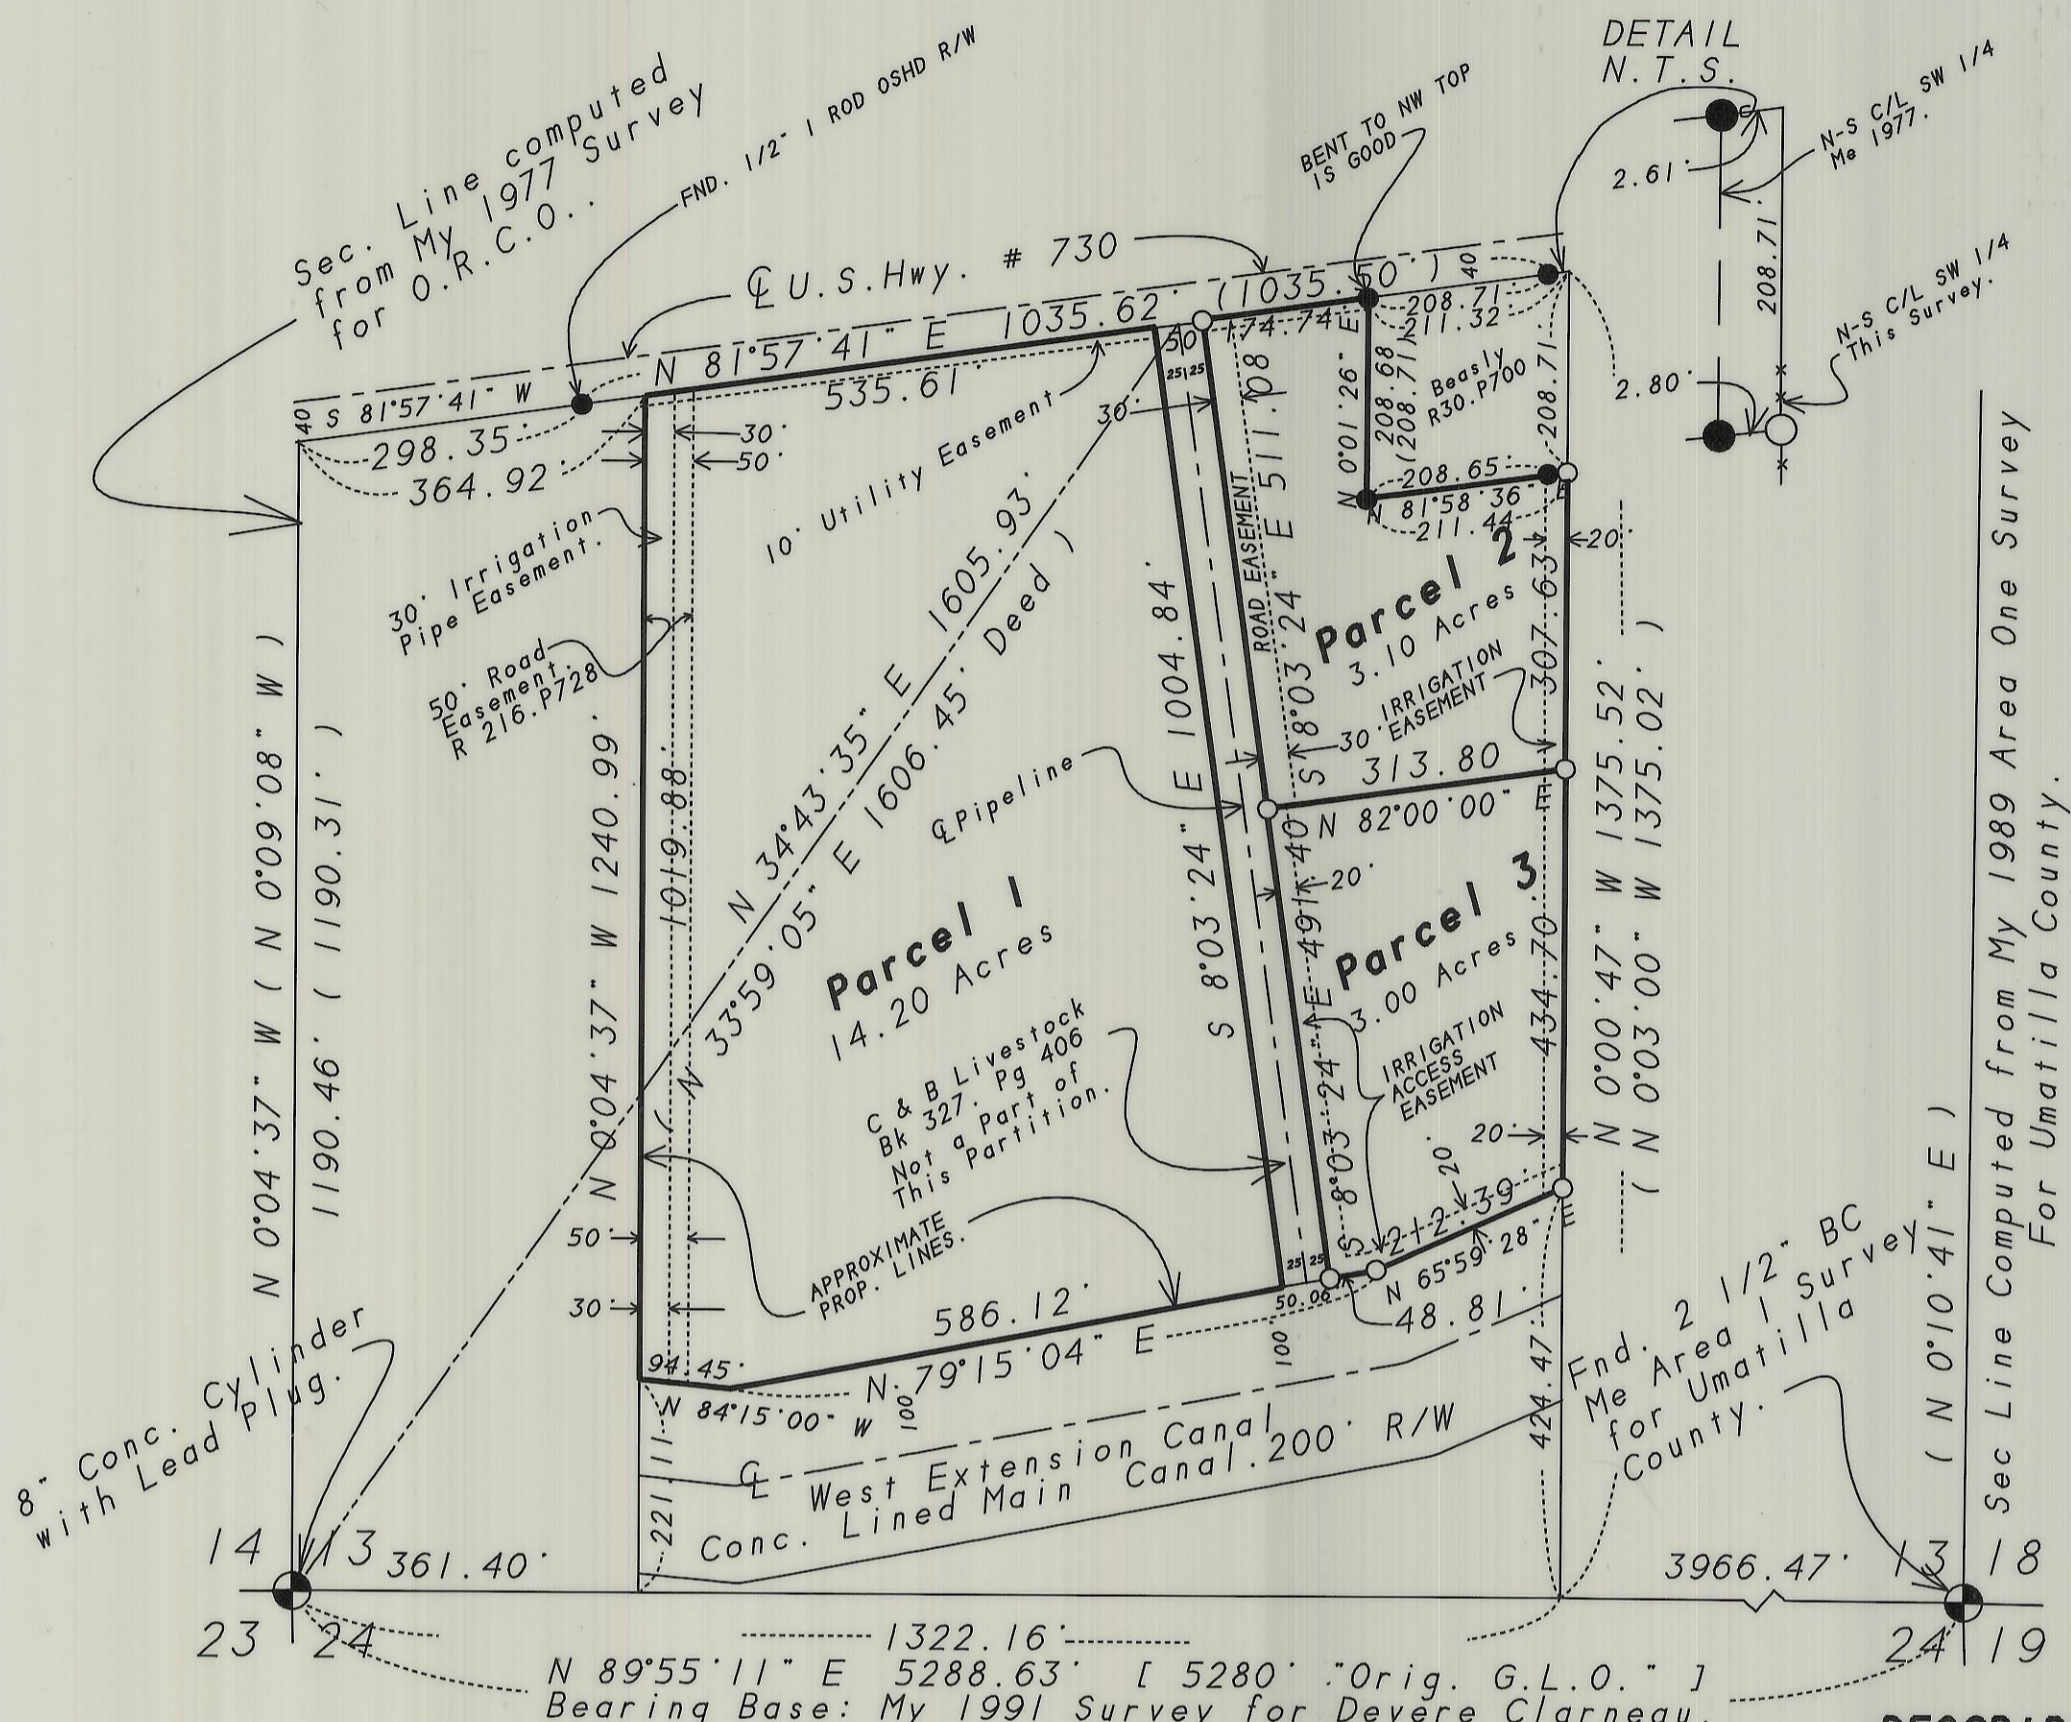 DETAIL
N.T.S.
Sec. Line computed
from My 1977 Survey
for O.R.C.O..
FND. 1/2" I ROD OSHD R/W
BENT TO NW TOP
IS GOOD
N-S C/L SW 1/4
Me 1977.
2.61'
208.71'
N-S C/L SW 1/4
This Survey.
2.80'
℄ U.S.Hwy. # 730
(1035.50')
40
N 81°57'41" E 1035.62'
174.74'
208.71'
211.32
50'
25 25
40
S 81°57'41" W
535.61'
298.35'
364.92'
30'
50'
30'
10' Utility Easement
N 0°01'26" E
208.68
(208.71)
Beasly
R30.P700
208.71'
208.65'
N 81°58'36" E
211.44
20'
30' Irrigation
Pipe Easement.
50' Road
Easement.
R 216.P728
ROAD EASEMENT
S 8°03'24" E 511.08
Parcel 2
3.10 Acres
307.63
30' IRRIGATION
EASEMENT
313.80
N 82°00'00" E
N 34°43'35" E 1605.93'
( N 33°59'05" E 1606.45' Deed )
S 8°03'24" E 1004.84'
℄ Pipeline
N 0°04'37" W ( N 0°09'08" W )
1190.46' ( 1190.31' )
N 0°04'37" W 1240.99'
1019.88'
Parcel 1
14.20 Acres
S 8°03'24" E 491.40
20'
Parcel 3
3.00 Acres
434.70'
IRRIGATION
ACCESS
EASEMENT
20'
20'
N 0°00'47" W 1375.52'
( N 0°03'00" W 1375.02' )
C & B Livestock
Bk 327. Pg 406
Not a Part of
This Partition.
APPROXIMATE
PROP. LINES.
50'
30'
25 25
50.06
212.39'
N 65°59'28" E
48.81'
586.12'
N 79°15'04" E
94.45'
N 84°15'00" W
100'
100'
221.11'
424.47'
℄ West Extension Canal
Conc. Lined Main Canal.200' R/W
8" Conc. Cylinder
with Lead Plug.
Fnd. 2 1/2" BC
Me Area 1 Survey
for Umatilla
County.
( N 0°10'41" E )
Sec Line Computed from My 1989 Area One Survey
For Umatilla County.
14 13
361.40'
3966.47'
13 18
23 24
24 19
1322.16'
N 89°55'11" E 5288.63' [ 5280' "Orig. G.L.O." ]
Bearing Base: My 1991 Survey for Devere Clarneau.